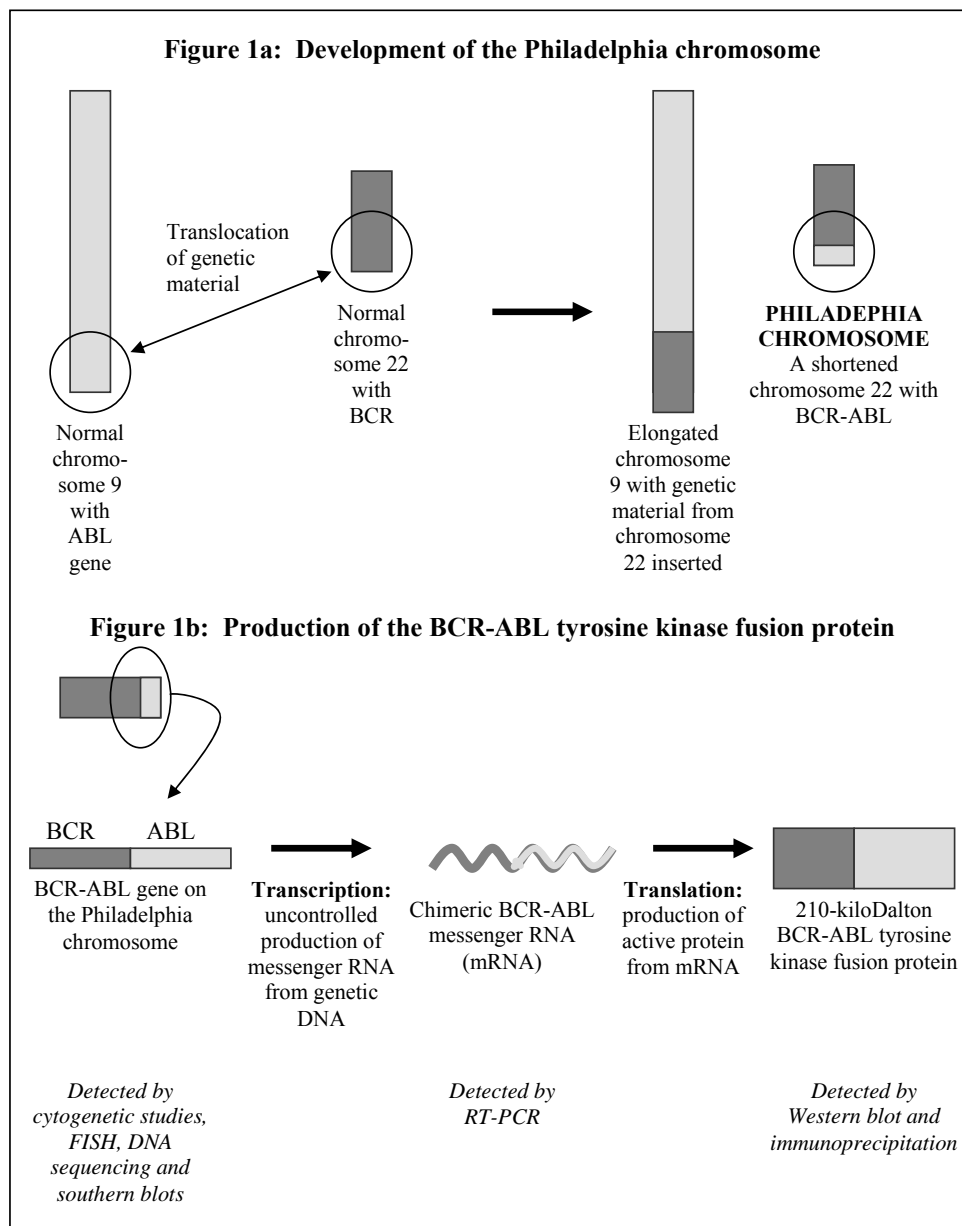 Figure 1a: Development of the Philadelphia chromosome
Translocation
of genetic
material
Normal
chromo-
some 9
with
ABL
gene
Normal
chromo-
some 22
with
BCR
Elongated
chromosome
9 with genetic
material from
chromosome
22 inserted
PHILADEPHIA
CHROMOSOME
A shortened
chromosome 22 with
BCR-ABL
Figure 1b: Production of the BCR-ABL tyrosine kinase fusion protein
BCR ABL
BCR-ABL gene on
the Philadelphia
chromosome
Transcription:
uncontrolled
production of
messenger RNA
from genetic
DNA
Chimeric BCR-ABL
messenger RNA
(mRNA)
Translation:
production of
active protein
from mRNA
210-kiloDalton
BCR-ABL tyrosine
kinase fusion protein
Detected by
cytogenetic studies,
FISH, DNA
sequencing and
southern blots
Detected by
RT-PCR
Detected by
Western blot and
immunoprecipitation